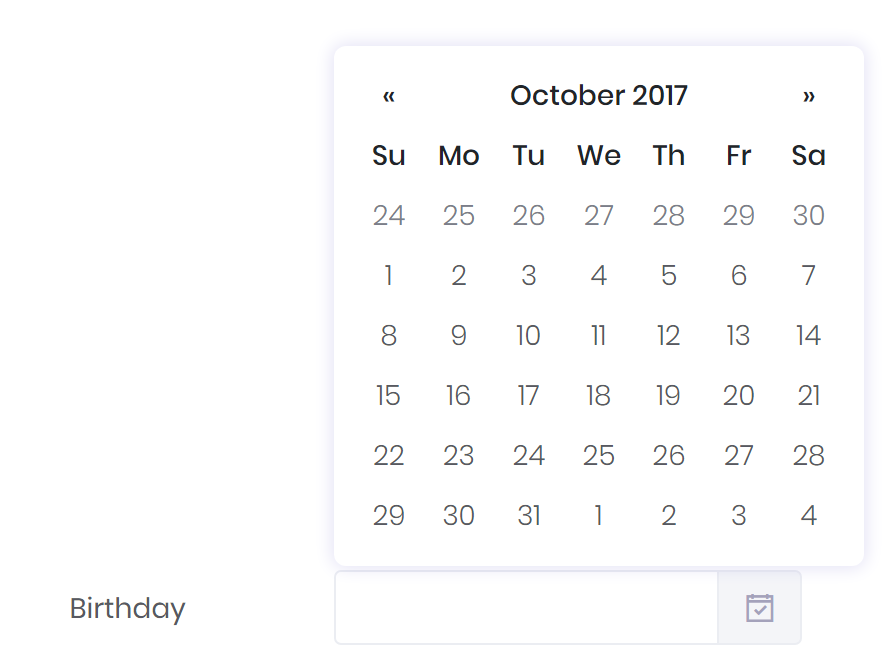 « October 2017 »
Su Mo Tu We Th Fr Sa
24 25 26 27 28 29 30
1 2 3 4 5 6 7
8 9 10 11 12 13 14
15 16 17 18 19 20 21
22 23 24 25 26 27 28
29 30 31 1 2 3 4
Birthday